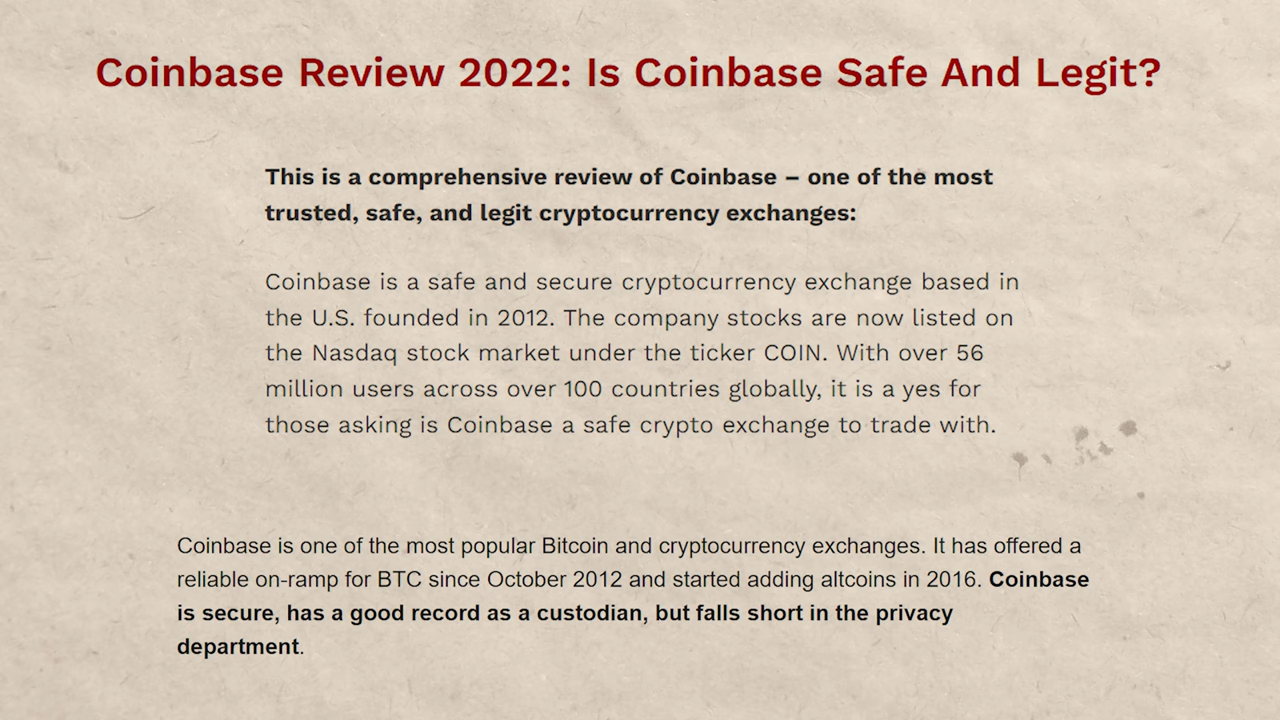 Coinbase Review 2022: Is Coinbase Safe And Legit?
This is a comprehensive review of Coinbase – one of the most
trusted, safe, and legit cryptocurrency exchanges:
Coinbase is a safe and secure cryptocurrency exchange based in
the U.S. founded in 2012. The company stocks are now listed on
the Nasdaq stock market under the ticker COIN. With over 56
million users across over 100 countries globally, it is a yes for
those asking is Coinbase a safe crypto exchange to trade with.
Coinbase is one of the most popular Bitcoin and cryptocurrency exchanges. It has offered a
reliable on-ramp for BTC since October 2012 and started adding altcoins in 2016. Coinbase
is secure, has a good record as a custodian, but falls short in the privacy
department.